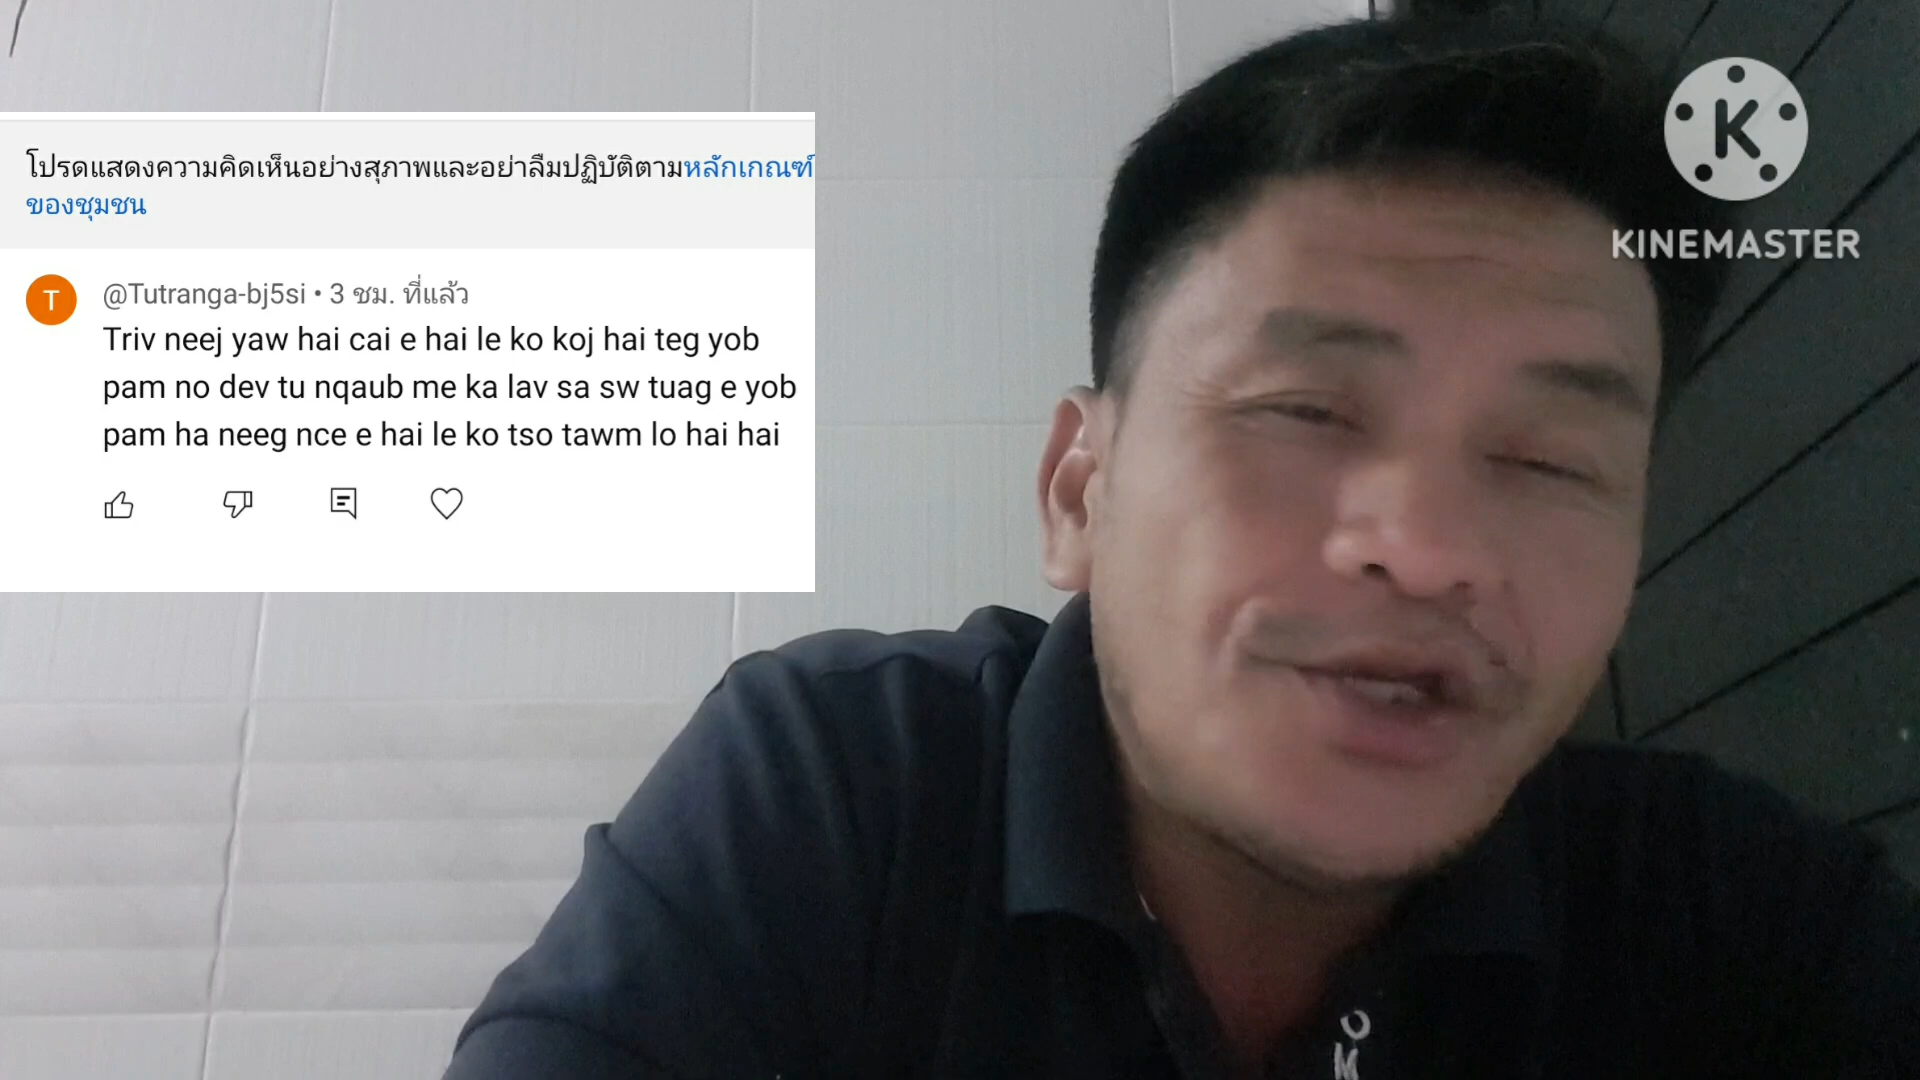 โปรดแสดงความคิดเห็นอย่างสุภาพและอย่าลืมปฏิบัติตามหลักเกณฑ์
ของชุมชน
T
@Tutranga-bj5si • 3 ชม. ที่แล้ว
Triv neej yaw hai cai e hai le ko koj hai teg yob
pam no dev tu nqaub me ka lav sa sw tuag e yob
pam ha neeg nce e hai le ko tso tawm lo hai hai
K
KINEMASTER